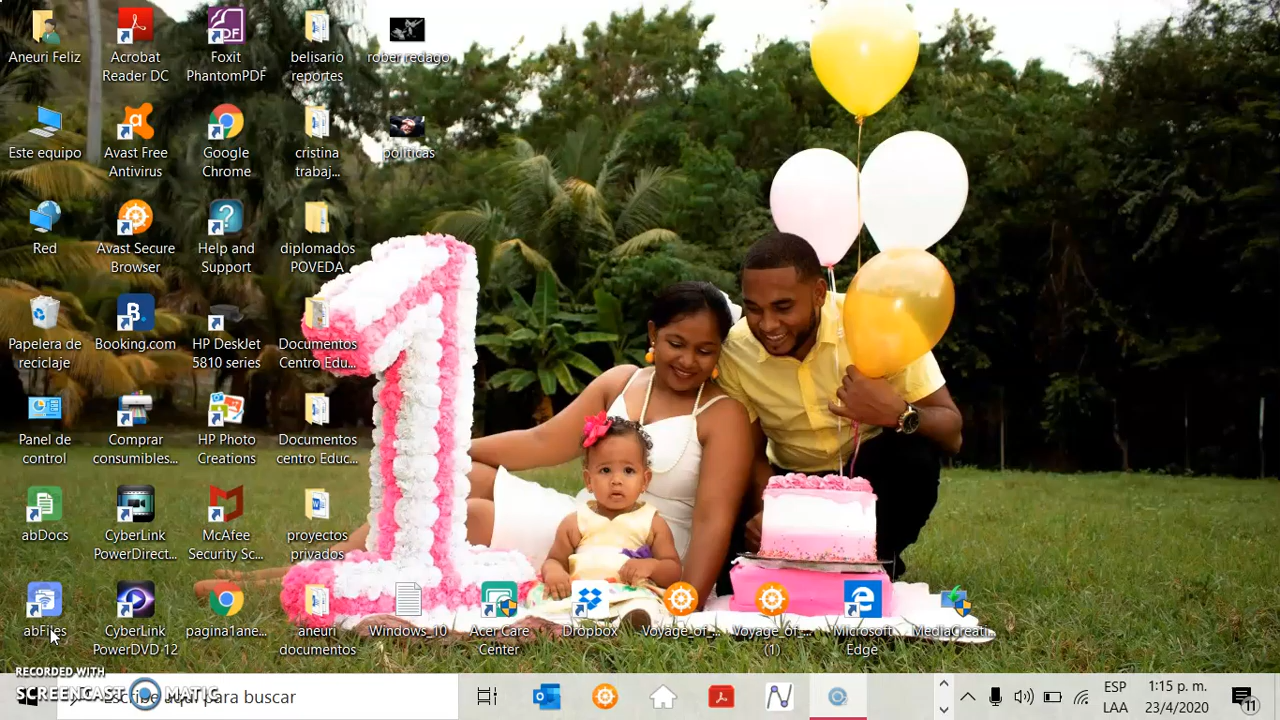 Aneuri Feliz
Acrobat
Reader DC
Foxit
PhantomPDF
belisario
reportes
rober redago
Este equipo
Avast Free
Antivirus
Google
Chrome
cristina
trabaj...
politicas
Red
Avast Secure
Browser
Help and
Support
diplomados
POVEDA
Papelera de
reciclaje
B.
Booking.com
HP DeskJet
5810 series
Documentos
Centro Edu...
Panel de
control
Comprar
consumibles...
HP Photo
Creations
Documentos
centro Educ...
abDocs
CyberLink
PowerDirect...
McAfee
Security Sc...
proyectos
privados
abFiles
CyberLink
PowerDVD 12
pagina1ane...
aneuri
documentos
Windows_10
Acer Care
Center
Dropbox
Voyage_of_...
Voyage_of_...
(1)
Microsoft
Edge
MediaCreati...
RECORDED WITH
SCREENCAST MATIC
Escribe aquí para buscar
ESP
LAA
1:15 p. m.
23/4/2020
11